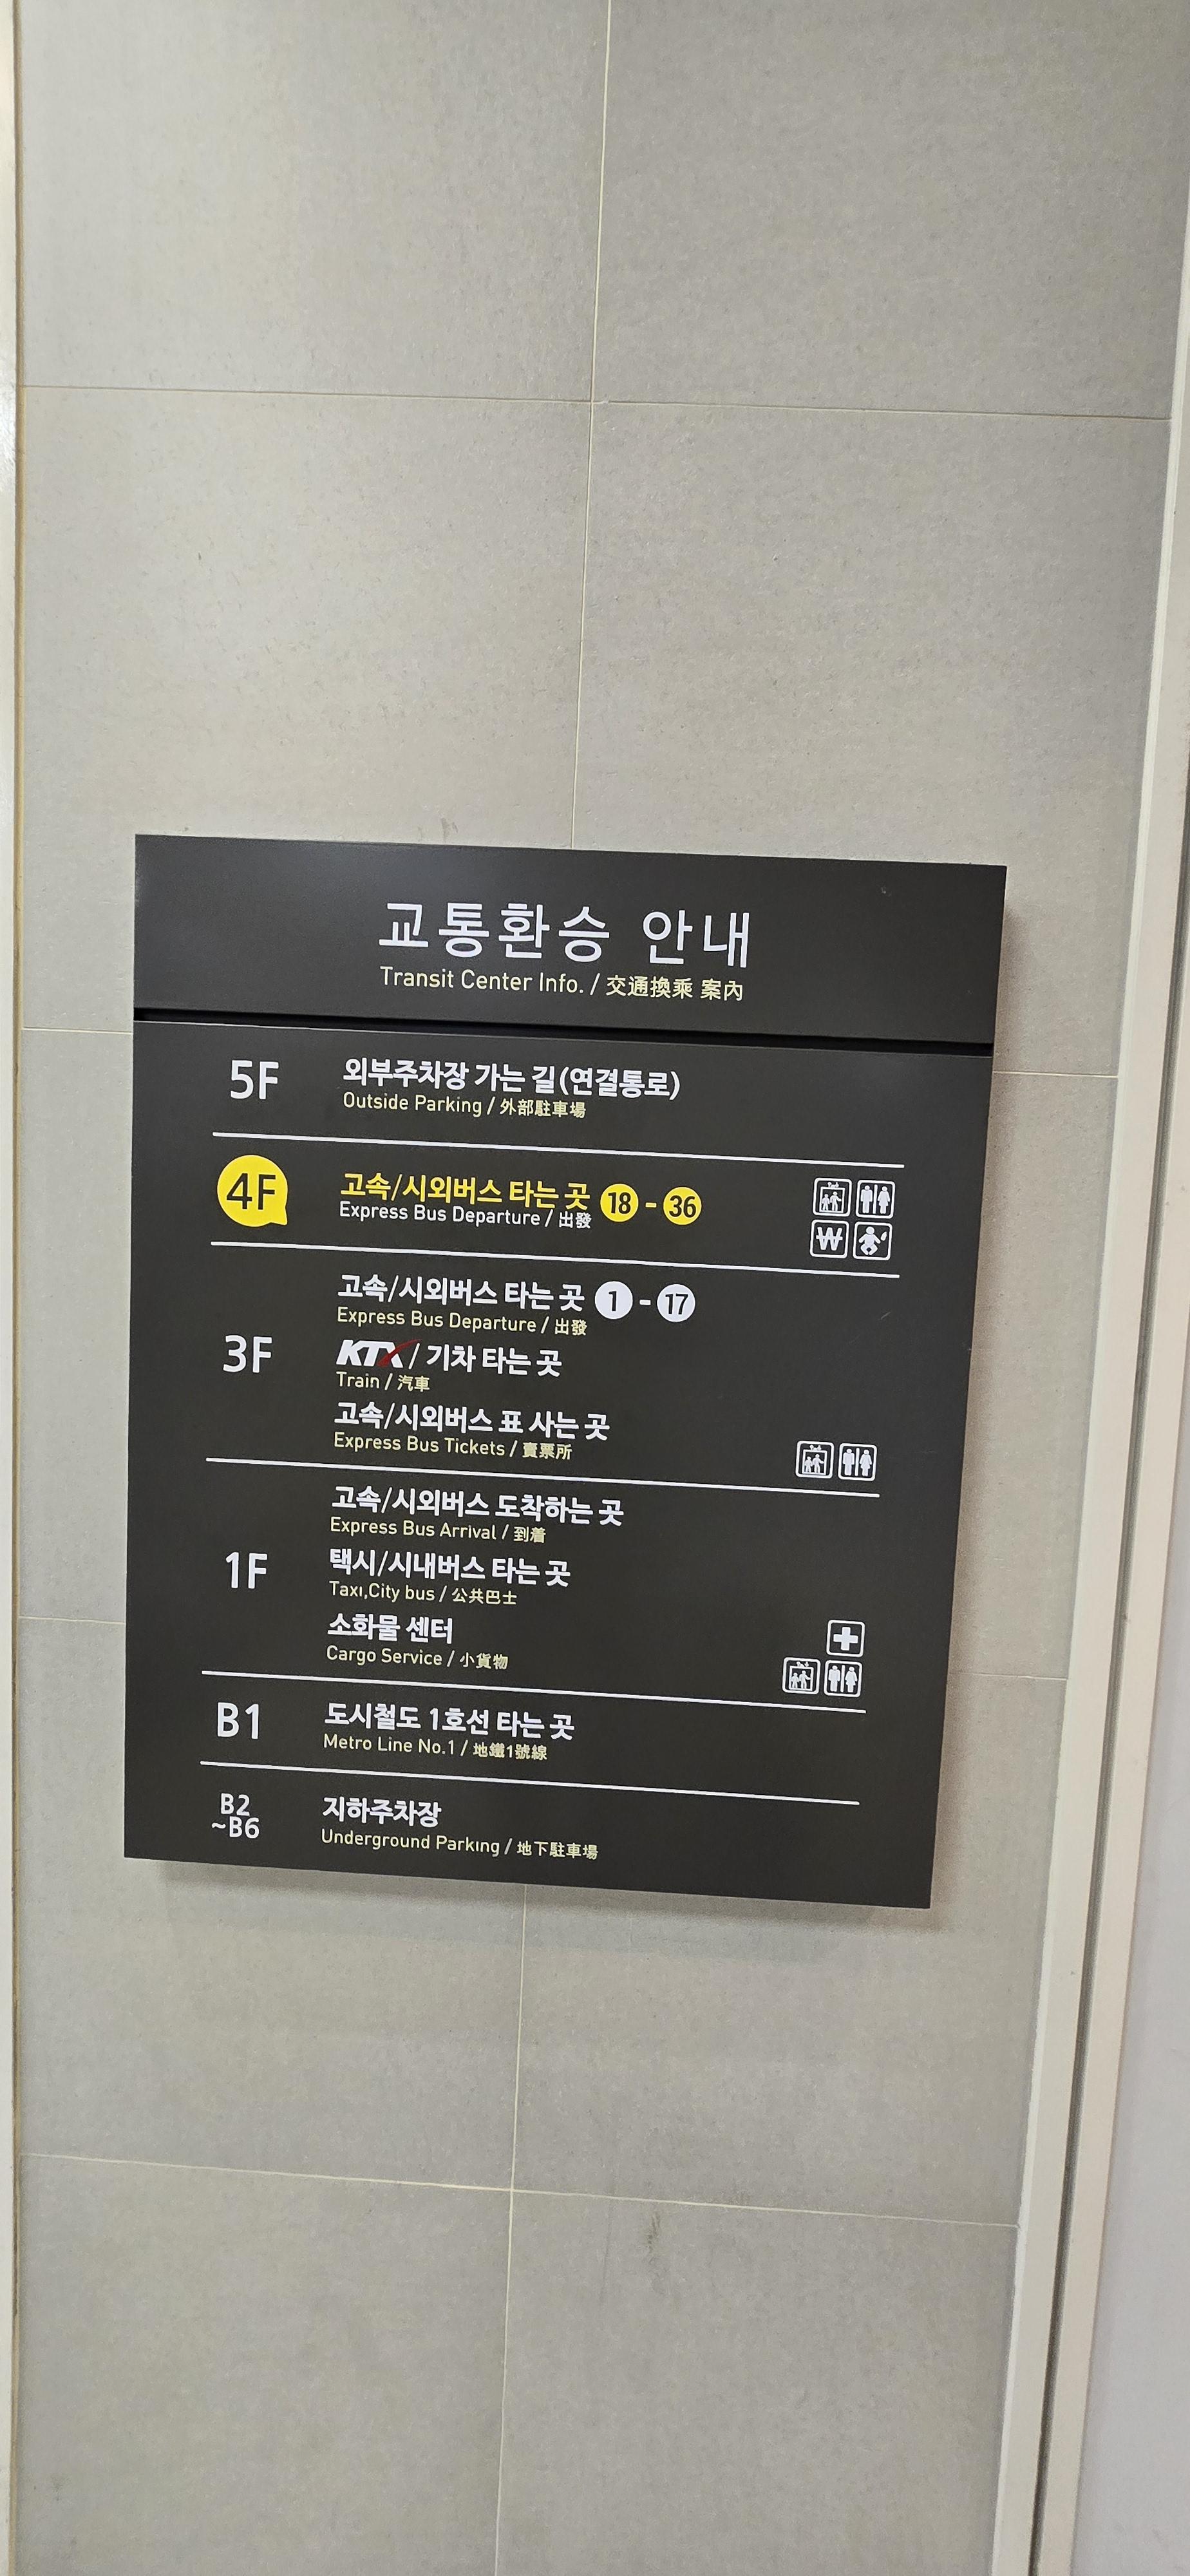 교통환승 안내
Transit Center Info. / 交通換乘 案內
5F
외부주차장 가는 길(연결통로)
Outside Parking / 外部駐車場
4F
고속/시외버스 타는 곳 18 - 36
Express Bus Departure / 出發
₩
3F
고속/시외버스 타는 곳 1 - 17
Express Bus Departure / 出發
KTX / 기차 타는 곳
Train / 汽車
고속/시외버스 표 사는 곳
Express Bus Tickets / 賣票所
1F
고속/시외버스 도착하는 곳
Express Bus Arrival / 到着
택시/시내버스 타는 곳
Taxi,City bus / 公共巴士
소화물 센터
Cargo Service / 小貨物
B1
도시철도 1호선 타는 곳
Metro Line No.1 / 地鐵1號線
B2
~B6
지하주차장
Underground Parking / 地下駐車場